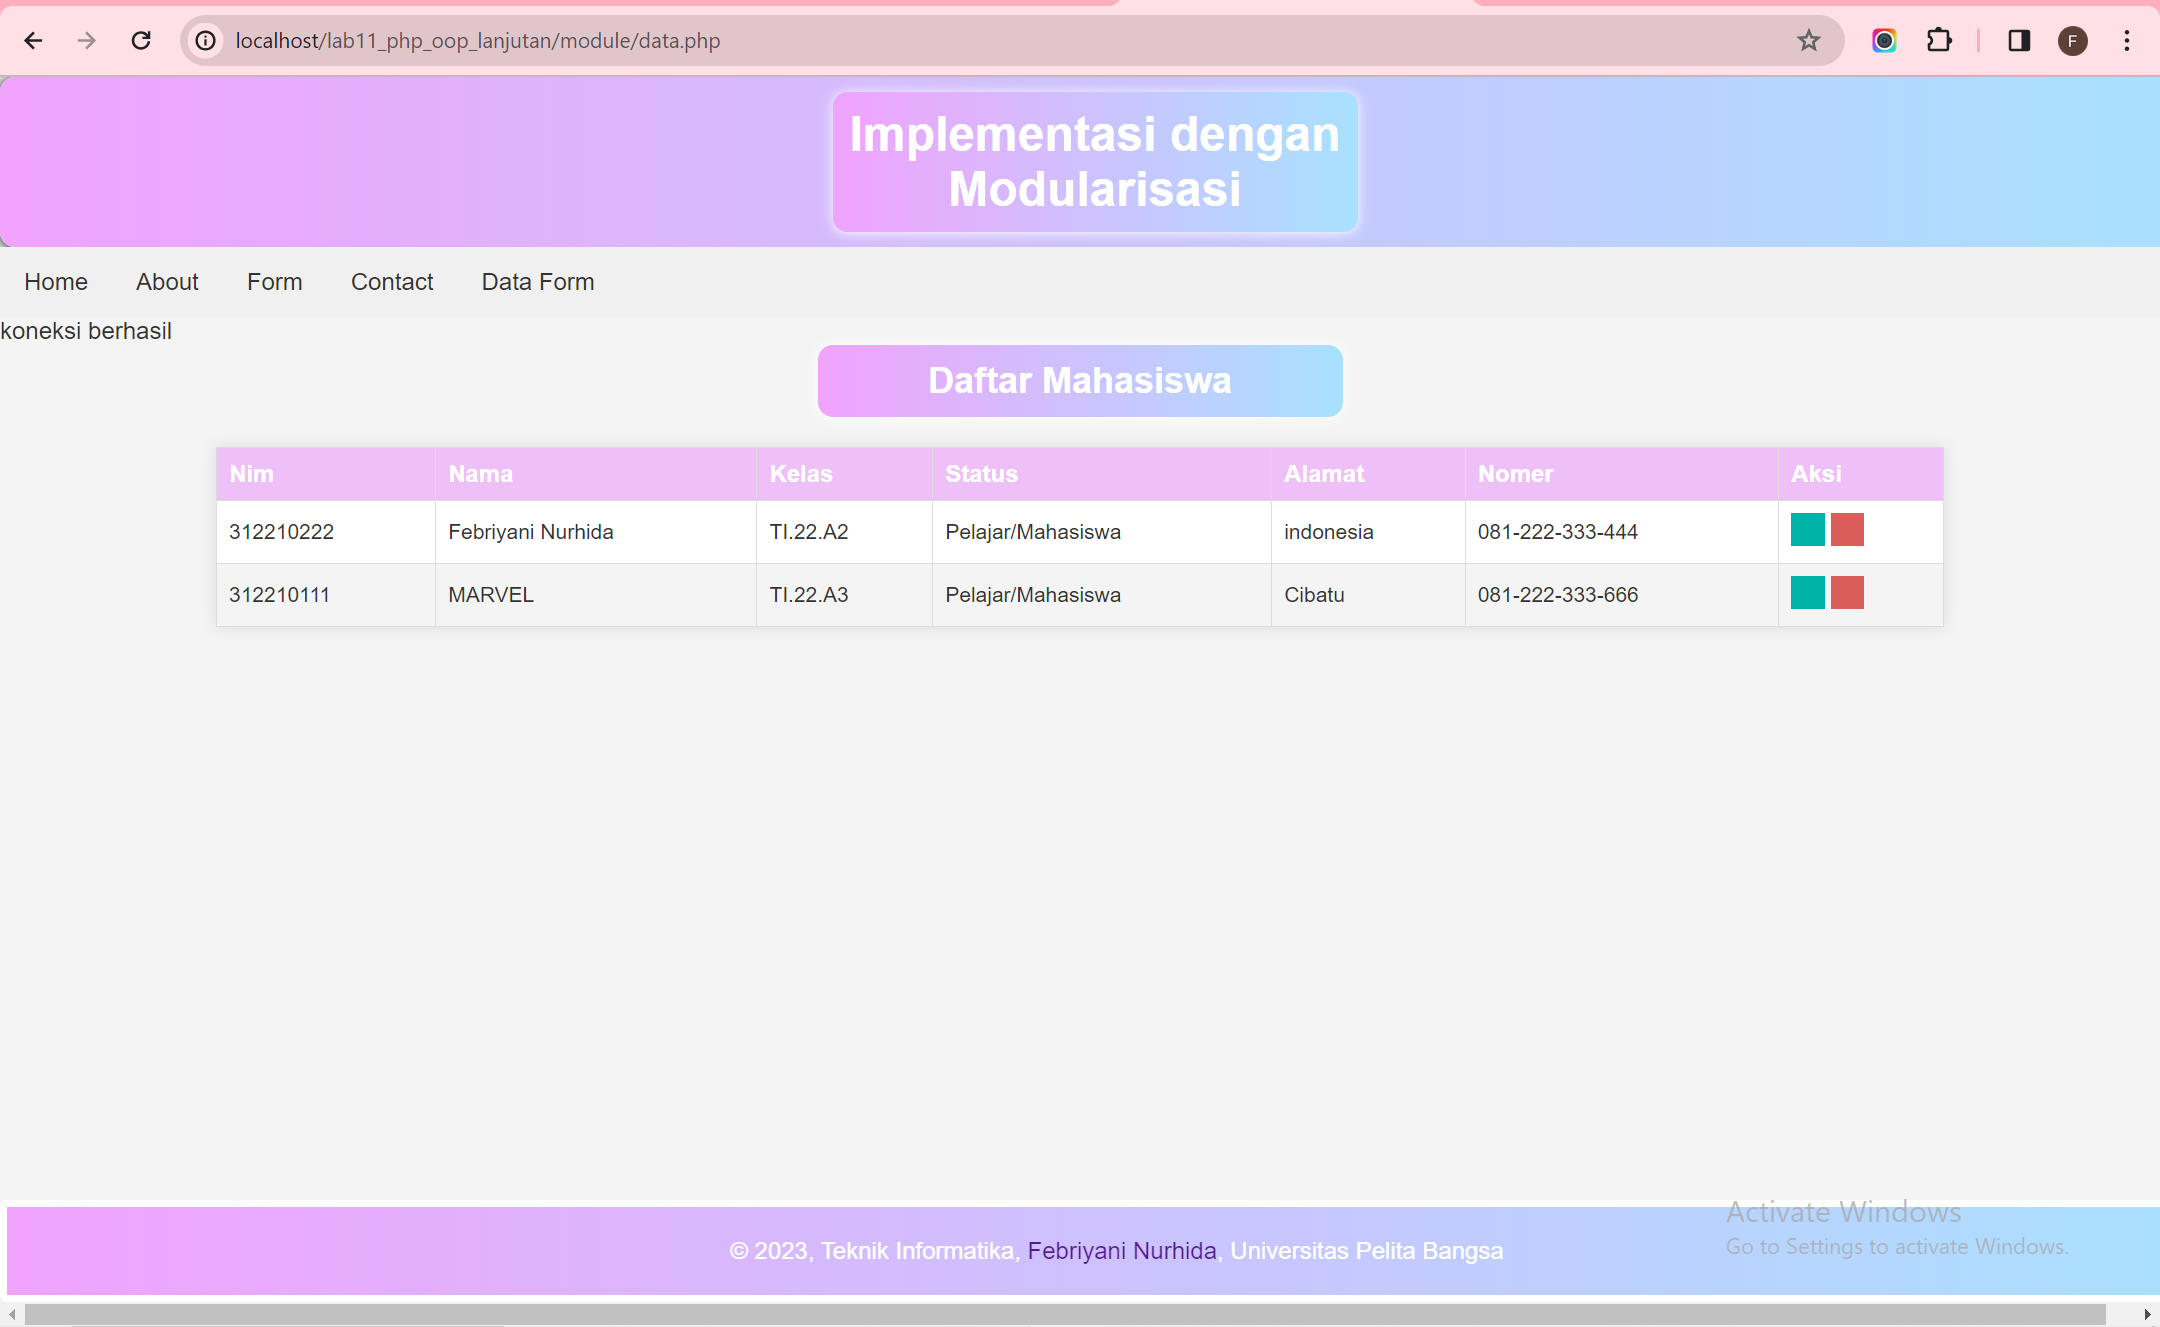 localhost/lab11_php_oop_lanjutan/module/data.php
F
Implementasi dengan
Modularisasi
Home About Form Contact Data Form
koneksi berhasil
Daftar Mahasiswa
Nim Nama Kelas Status Alamat Nomer Aksi
312210222 Febriyani Nurhida TI.22.A2 Pelajar/Mahasiswa indonesia 081-222-333-444
312210111 MARVEL TI.22.A3 Pelajar/Mahasiswa Cibatu 081-222-333-666
Activate Windows
Go to Settings to activate Windows.
© 2023, Teknik Informatika, Febriyani Nurhida, Universitas Pelita Bangsa